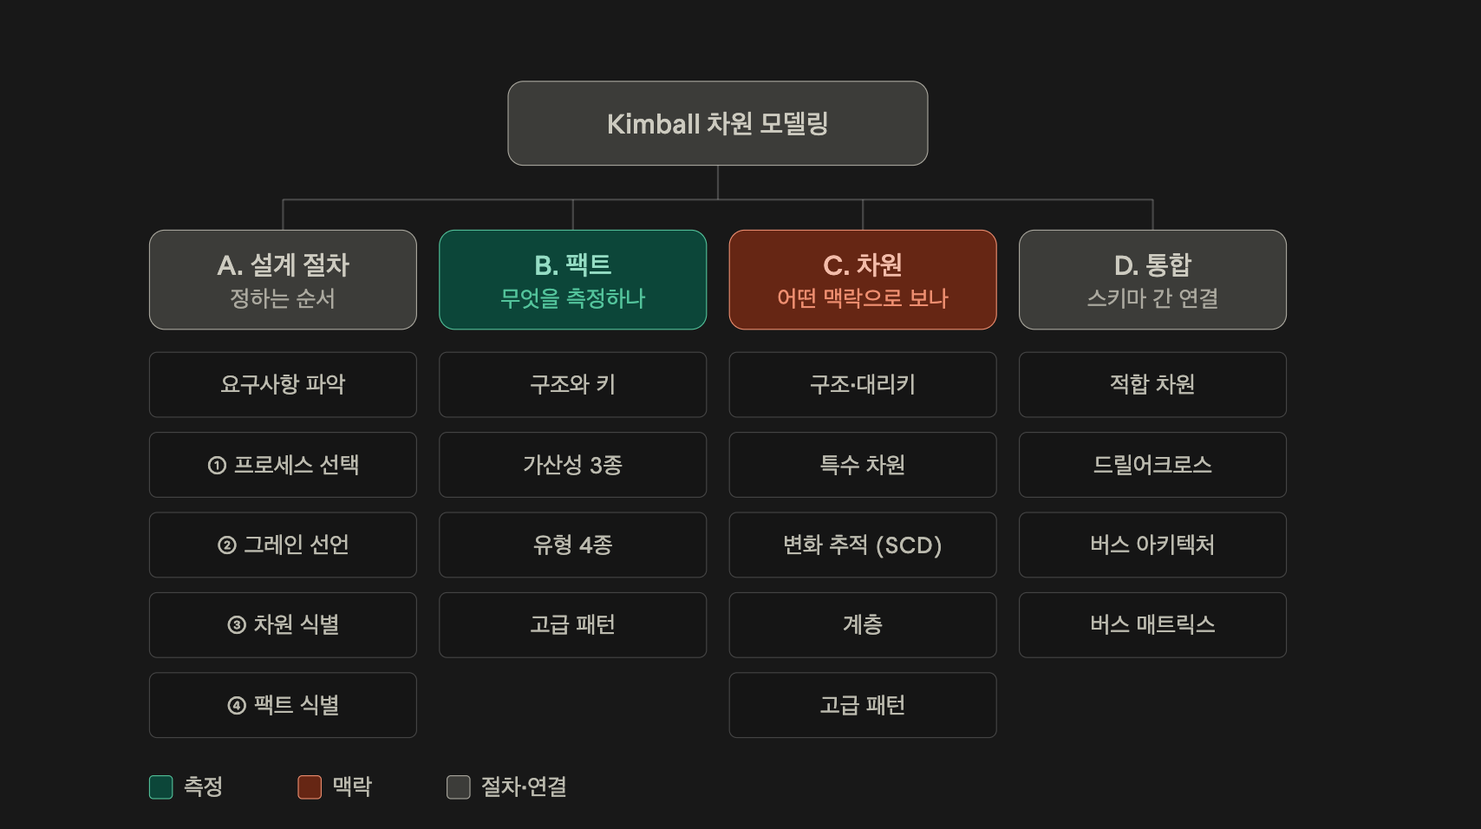 Kimball 차원 모델링
A. 설계 절차
정하는 순서
B. 팩트
무엇을 측정하나
C. 차원
어떤 맥락으로 보나
D. 통합
스키마 간 연결
요구사항 파악
구조와 키
구조·대리키
적합 차원
① 프로세스 선택
가산성 3종
특수 차원
드릴어크로스
② 그레인 선언
유형 4종
변화 추적 (SCD)
버스 아키텍처
③ 차원 식별
고급 패턴
계층
버스 매트릭스
④ 팩트 식별
고급 패턴
측정
맥락
절차·연결